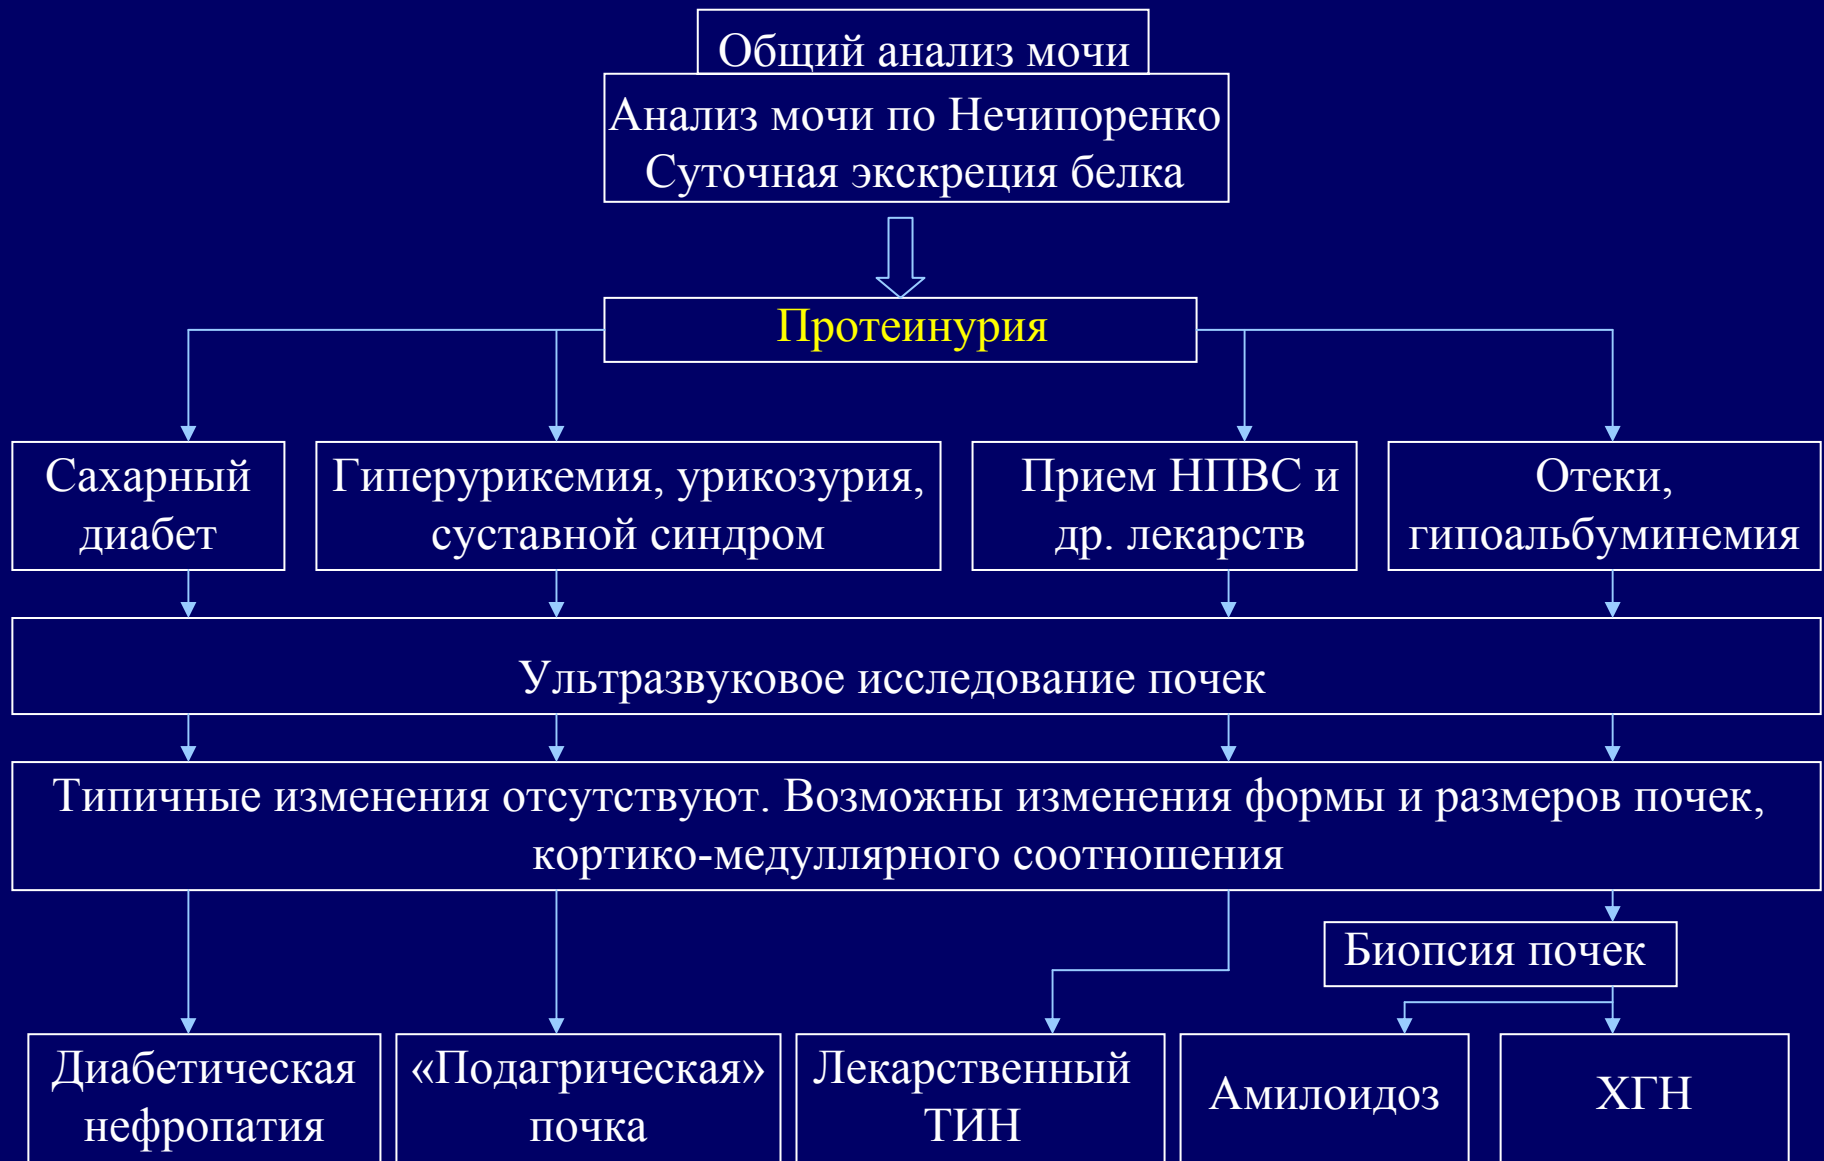 Общий анализ мочи
Анализ мочи по Нечипоренко
Суточная экскреция белка
Протеинурия
Сахарный
диабет
Гиперурикемия, урикозурия,
суставной синдром
Прием НПВС и
др. лекарств
Отеки,
гипоальбуминемия
Ультразвуковое исследование почек
Типичные изменения отсутствуют. Возможны изменения формы и размеров почек,
кортико-медуллярного соотношения
Биопсия почек
Диабетическая
нефропатия
«Подагрическая»
почка
Лекарственный
ТИН
Амилоидоз
ХГН